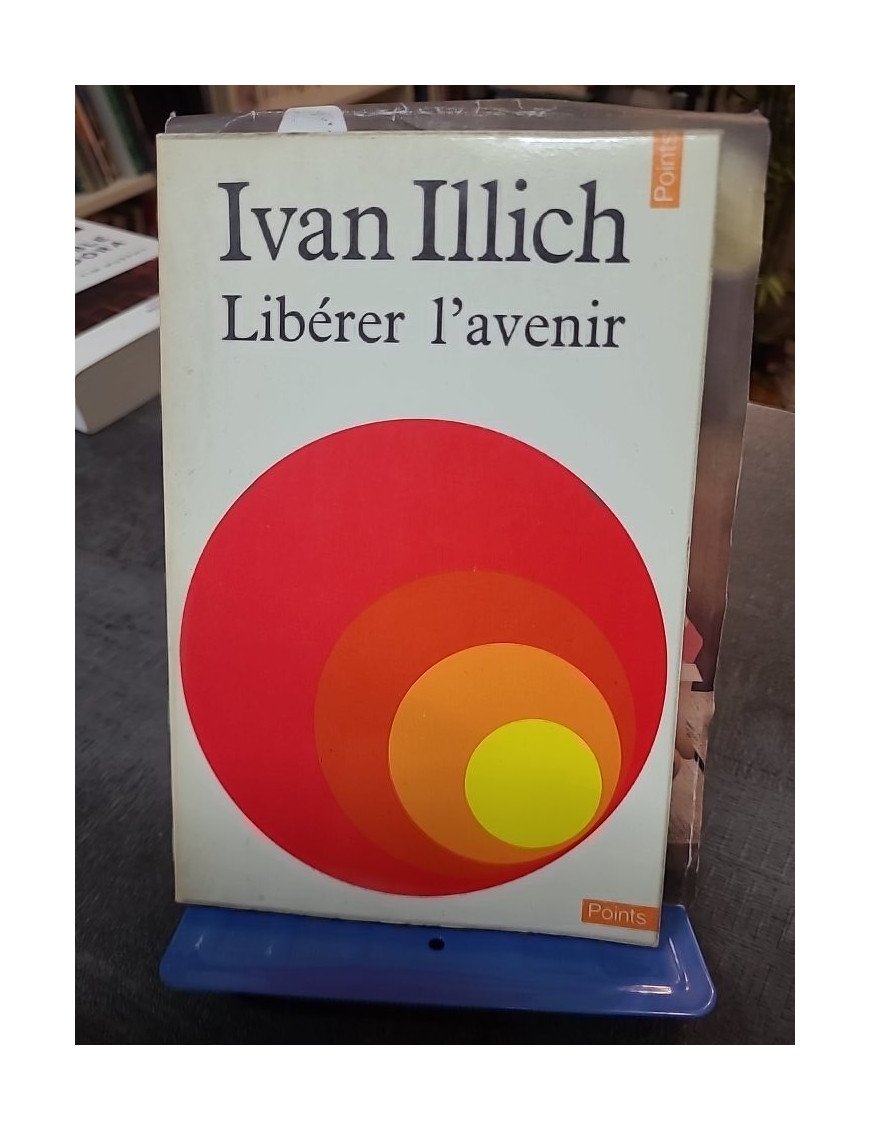 Points
Ivan Illich
Libérer l'avenir
Points